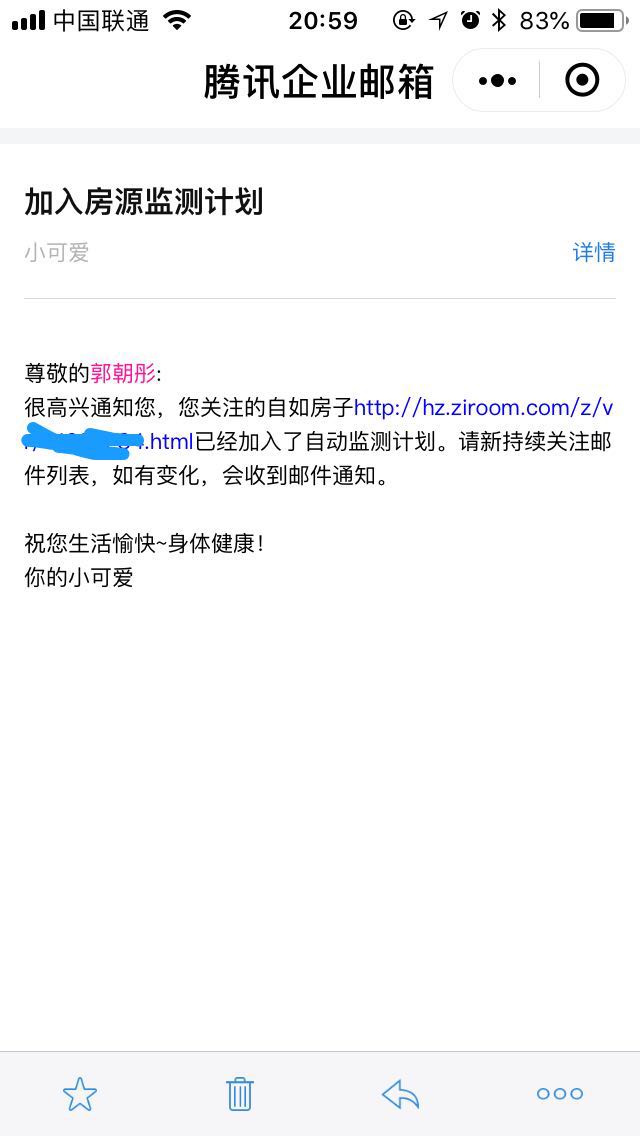 中国联通
20:59
83%
腾讯企业邮箱
加入房源监测计划
小可爱
详情
尊敬的郭朝彤:
很高兴通知您，您关注的自如房子http://hz.ziroom.com/z/v
.html已经加入了自动监测计划。请新持续关注邮
件列表，如有变化，会收到邮件通知。
祝您生活愉快~身体健康！
你的小可爱